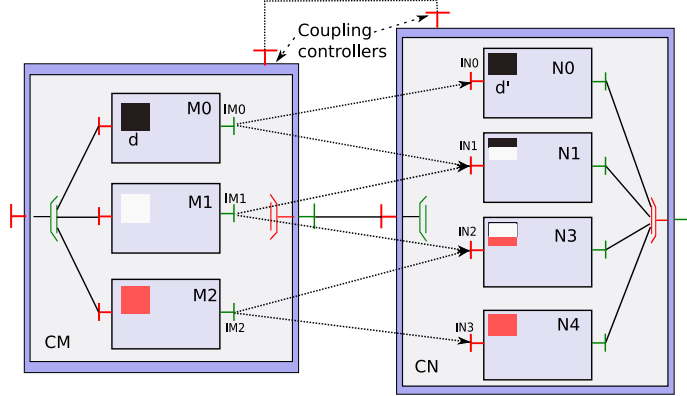 Coupling
controllers
M0
IM0
d
M1
IM1
M2
IM2
CM
IN0
N0
d'
IN1
N1
IN2
N3
IN3
N4
CN